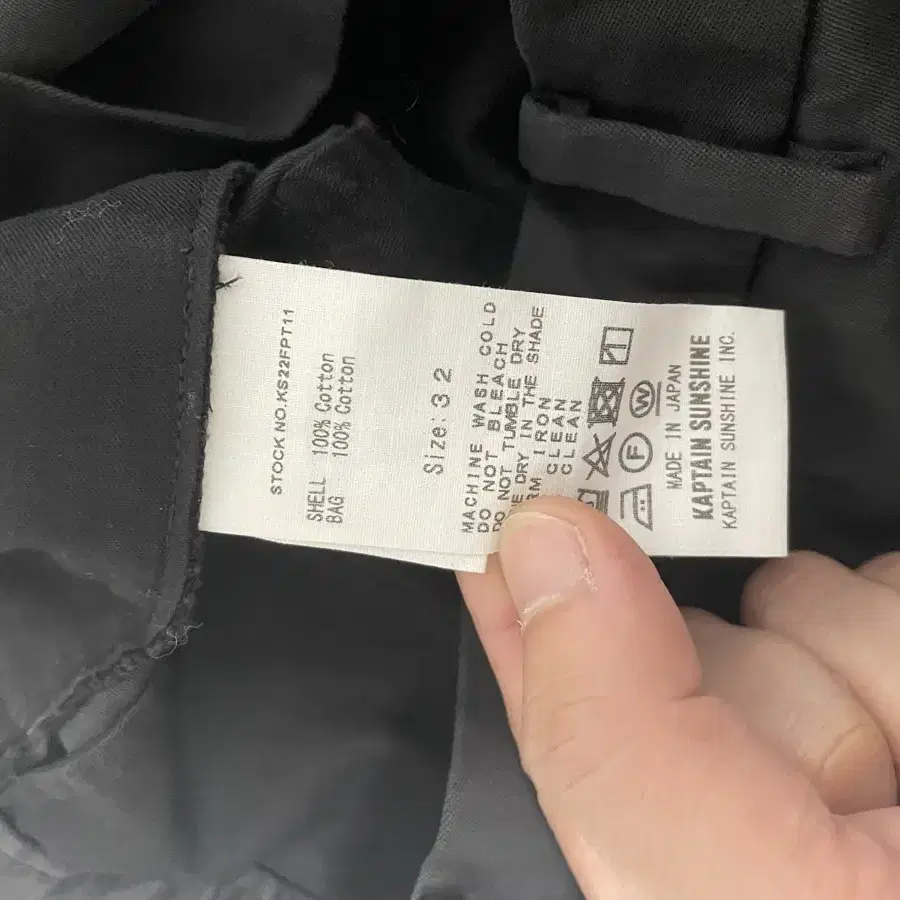 STOCK NO.KS22FPT11
SHELL 100% Cotton
BAG 100% Cotton
Size: 32
MACHINE WASH COLD
DO NOT BLEACH
DO NOT TUMBLE DRY
DRY IN THE SHADE
IRON
CLEAN
CLEAN
F W
MADE IN JAPAN
KAPTAIN SUNSHINE
KAPTAIN SUNSHINE INC.